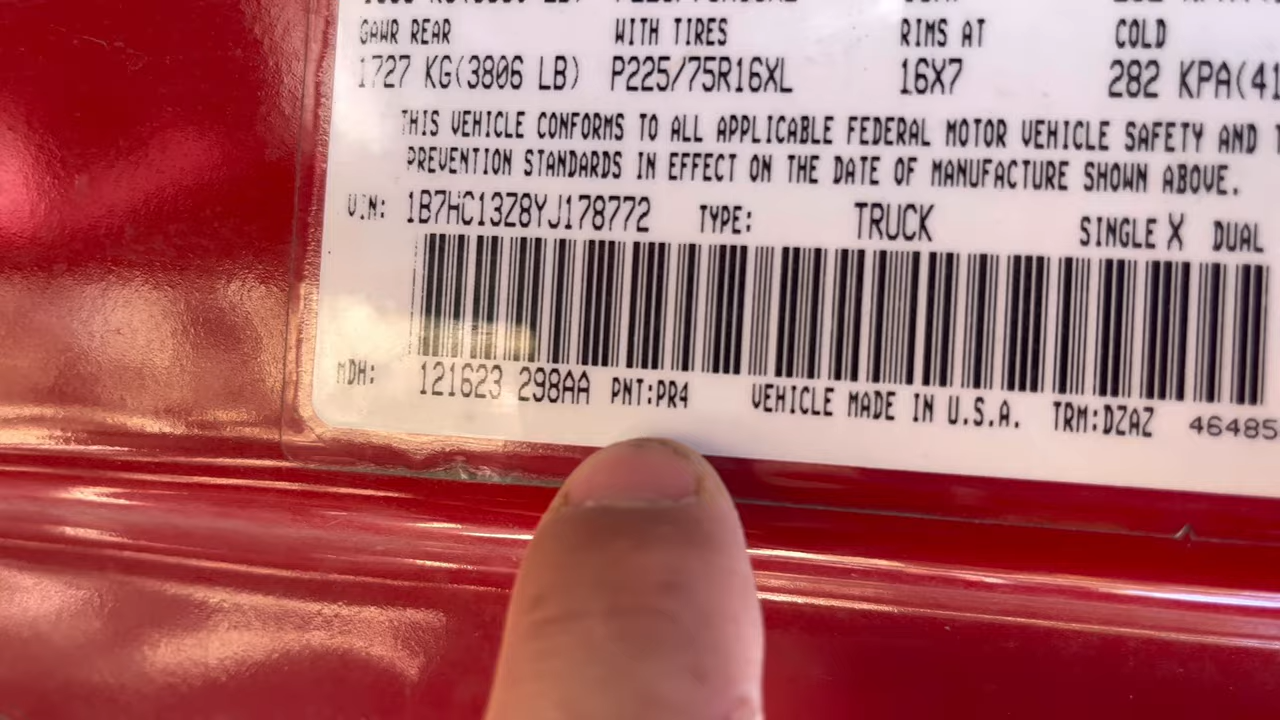 GAWR REAR WITH TIRES RIMS AT COLD
1727 KG(3806 LB) P225/75R16XL 16X7 282 KPA(41
THIS VEHICLE CONFORMS TO ALL APPLICABLE FEDERAL MOTOR VEHICLE SAFETY AND
PREVENTION STANDARDS IN EFFECT ON THE DATE OF MANUFACTURE SHOWN ABOVE.
VIN: 1B7HC13Z8YJ178772 TYPE: TRUCK SINGLE X DUAL
MDH: 121623 298AA PNT:PR4 VEHICLE MADE IN U.S.A. TRM:DZAZ 46485